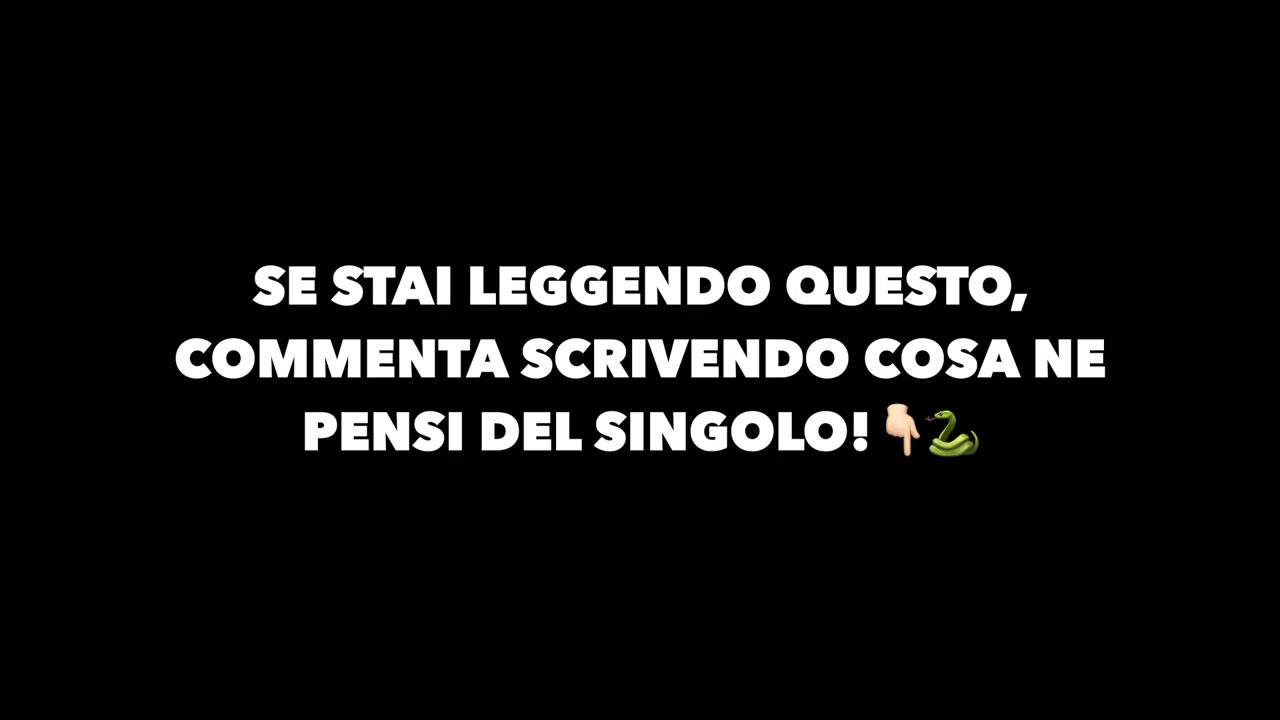 SE STAI LEGGENDO QUESTO,
COMMENTA SCRIVENDO COSA NE
PENSI DEL SINGOLO! 👇🏻🐍